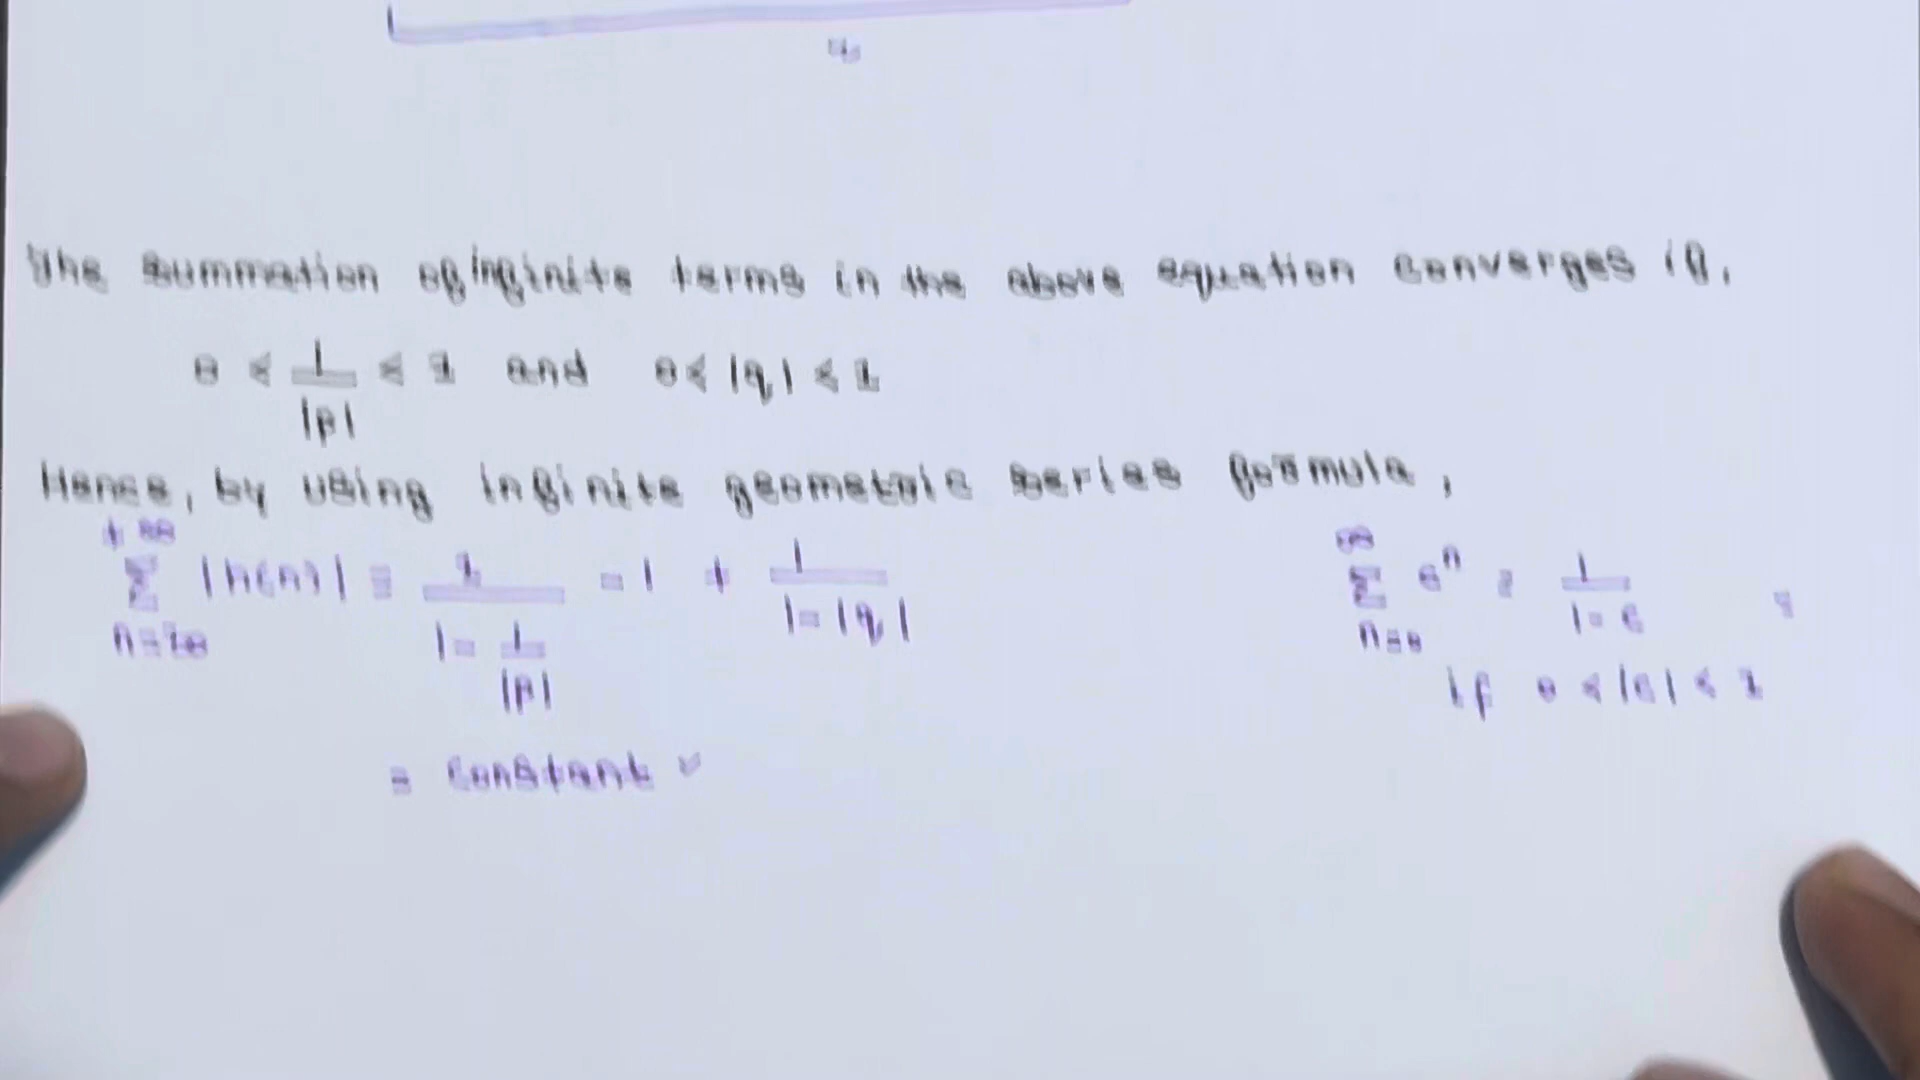 The summation of infinite terms in the above equation converges if,
0 < 1/|p| < 1 and 0 < |q| < 1
Hence, by using infinite geometric series formula,
+∞ Σ n=-∞ |h(n)| = 1/(1 - 1/|p|) - 1 + 1/(1 - |q|)
∞ Σ n=0 c^n = 1/(1 - c)
if 0 < |c| < 1
= constant